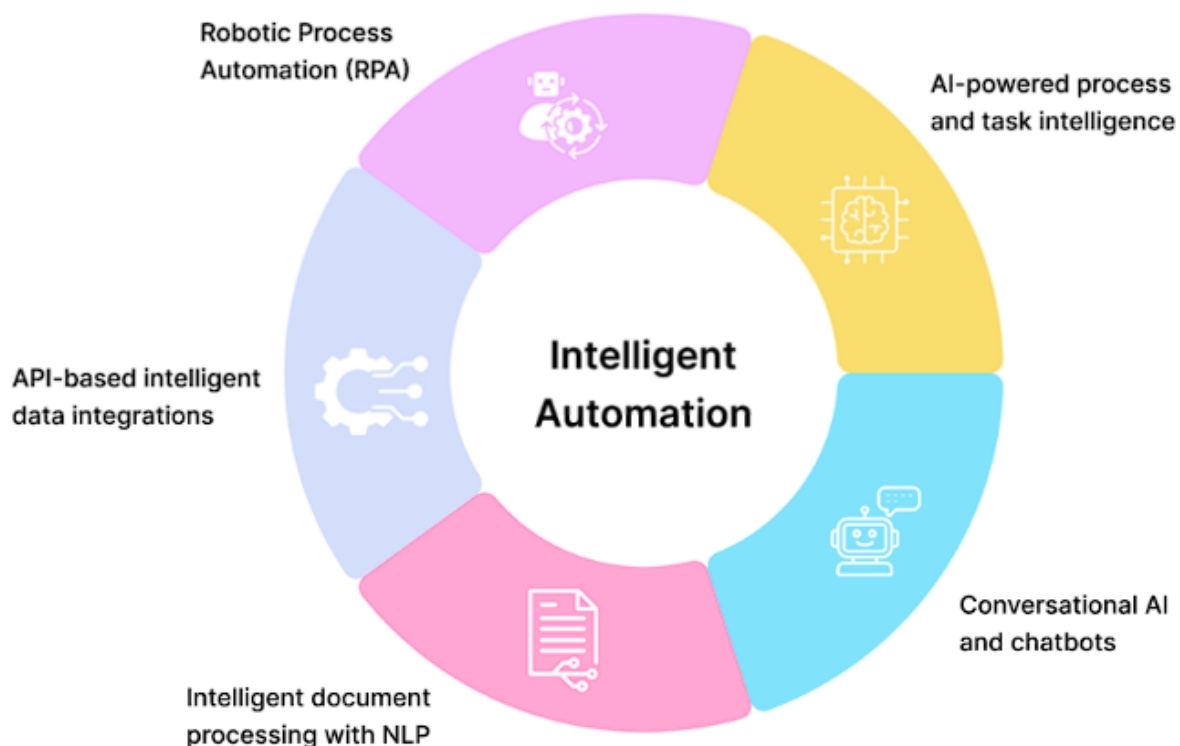 Robotic Process
Automation (RPA)
AI-powered process
and task intelligence
Intelligent
Automation
API-based intelligent
data integrations
Conversational AI
and chatbots
Intelligent document
processing with NLP